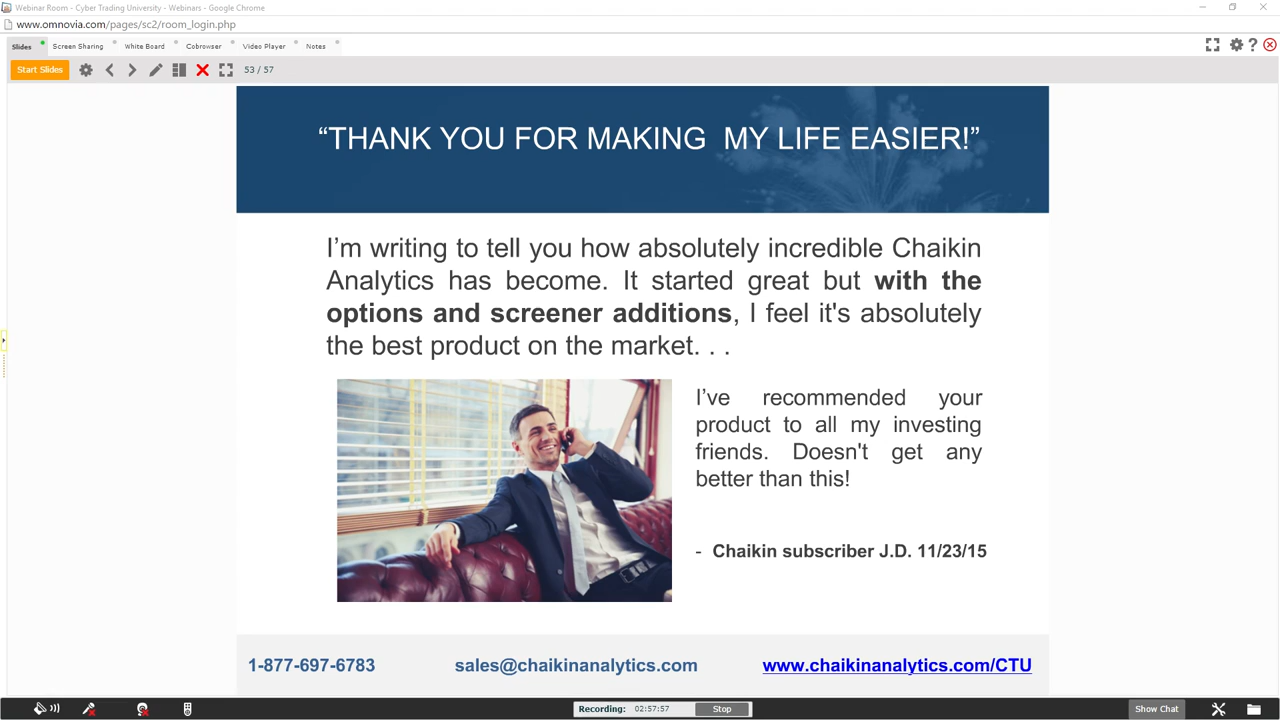 Webinar Room - Cyber Trading University - Webinars - Google Chrome
www.omnovia.com/pages/sc2/room_login.php
Slides Screen Sharing White Board Cobrowser Video Player Notes
Start Slides 53 / 57
“THANK YOU FOR MAKING MY LIFE EASIER!”
I’m writing to tell you how absolutely incredible Chaikin
Analytics has become. It started great but with the
options and screener additions, I feel it's absolutely
the best product on the market. . .
I’ve recommended your
product to all my investing
friends. Doesn't get any
better than this!
- Chaikin subscriber J.D. 11/23/15
1-877-697-6783 sales@chaikinanalytics.com www.chaikinanalytics.com/CTU
Recording: 02:57:57 Stop Show Chat